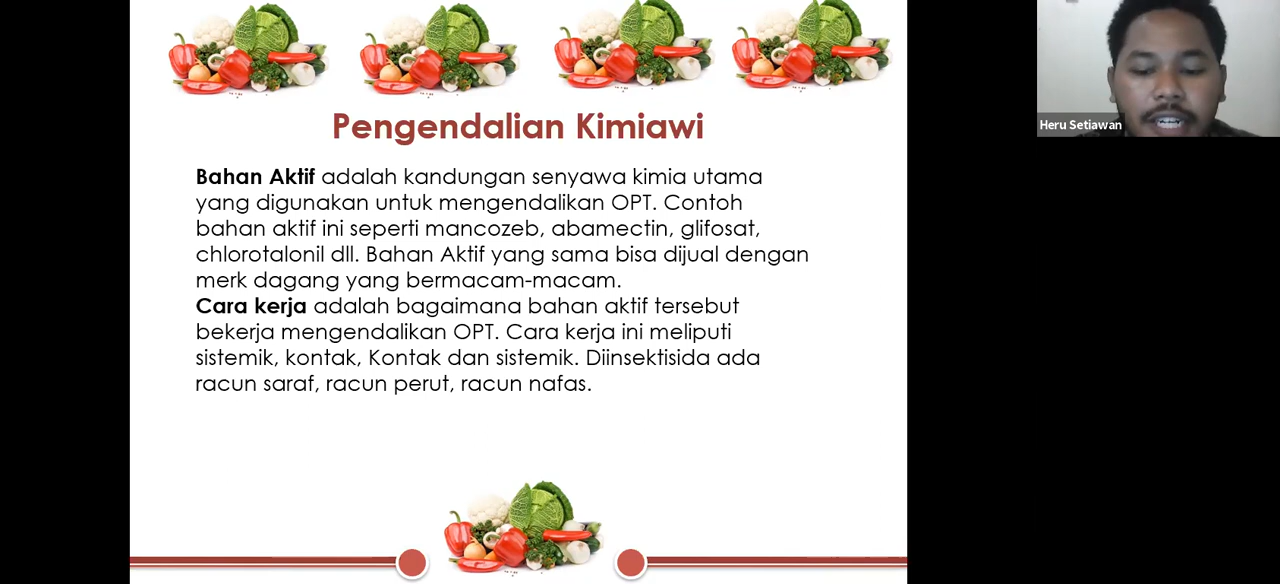 Pengendalian Kimiawi
Bahan Aktif adalah kandungan senyawa kimia utama
yang digunakan untuk mengendalikan OPT. Contoh
bahan aktif ini seperti mancozeb, abamectin, glifosat,
chlorotalonil dll. Bahan Aktif yang sama bisa dijual dengan
merk dagang yang bermacam-macam.
Cara kerja adalah bagaimana bahan aktif tersebut
bekerja mengendalikan OPT. Cara kerja ini meliputi
sistemik, kontak, Kontak dan sistemik. Diinsektisida ada
racun saraf, racun perut, racun nafas.
Heru Setiawan